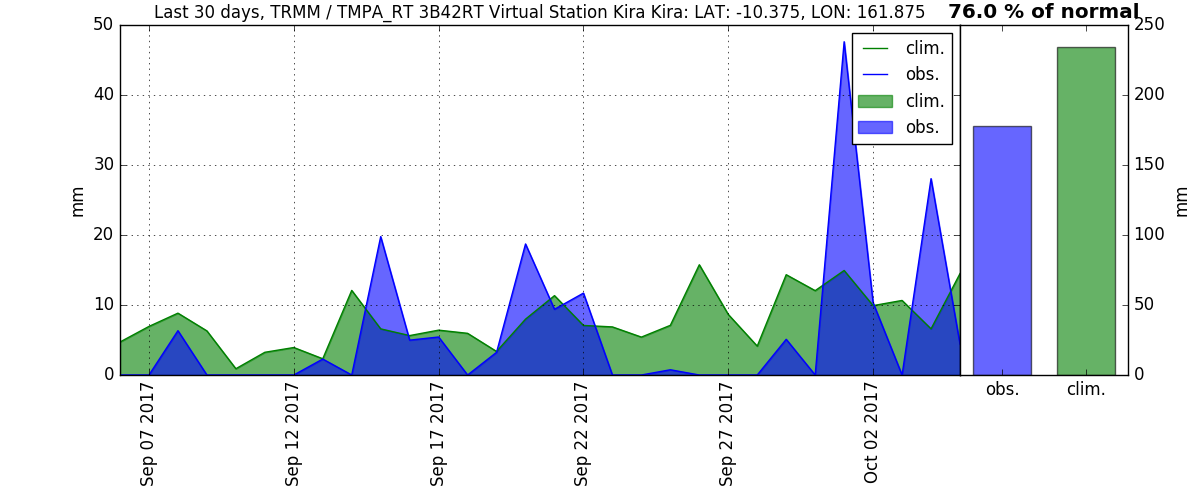 Last 30 days, TRMM / TMPA_RT 3B42RT Virtual Station Kira Kira: LAT: -10.375, LON: 161.875
76.0 % of normal
50
40
30
20
10
0
mm
clim.
obs.
clim.
obs.
250
200
150
100
50
0
mm
Sep 07 2017
Sep 12 2017
Sep 17 2017
Sep 22 2017
Sep 27 2017
Oct 02 2017
obs.
clim.